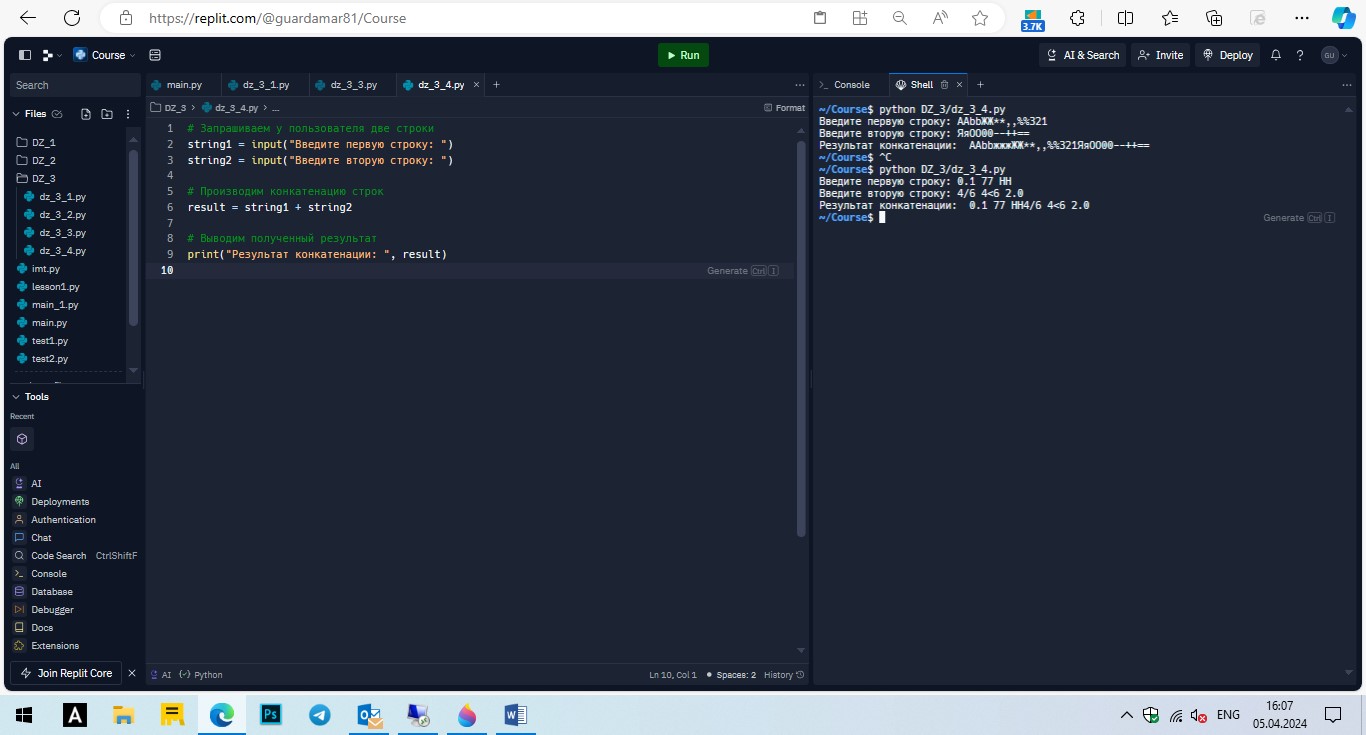 https://replit.com/@guardamar81/Course
3.7K
Course
Run
AI & Search
Invite
Deploy
?
GU
Search
Files
DZ_1
DZ_2
DZ_3
dz_3_1.py
dz_3_2.py
dz_3_3.py
dz_3_4.py
imt.py
lesson1.py
main_1.py
main.py
test1.py
test2.py
Tools
Recent
All
AI
Deployments
Authentication
Chat
Code Search CtrlShiftF
Console
Database
Debugger
Docs
Extensions
Join Replit Core
main.py
dz_3_1.py
dz_3_3.py
dz_3_4.py
DZ_3 > dz_3_4.py > ...
Format
1 # Запрашиваем у пользователя две строки
2 string1 = input("Введите первую строку: ")
3 string2 = input("Введите вторую строку: ")
4
5 # Производим конкатенацию строк
6 result = string1 + string2
7
8 # Выводим полученный результат
9 print("Результат конкатенации: ", result)
10
Generate Ctrl I
AI
Python
Ln 10, Col 1
Spaces: 2
History
Console
Shell
~/Course$ python DZ_3/dz_3_4.py
Введите первую строку: AAbbЖЖ**,,%%321
Введите вторую строку: ЯяОО00--++==
Результат конкатенации:  AAbbжжжЖЖ**,,%%321ЯяОО00--++==
~/Course$ ^C
~/Course$ python DZ_3/dz_3_4.py
Введите первую строку: 0.1 77 НН
Введите вторую строку: 4/6 4<6 2.0
Результат конкатенации:  0.1 77 НН4/6 4<6 2.0
~/Course$
Generate Ctrl I
A
Ps
ENG
16:07
05.04.2024